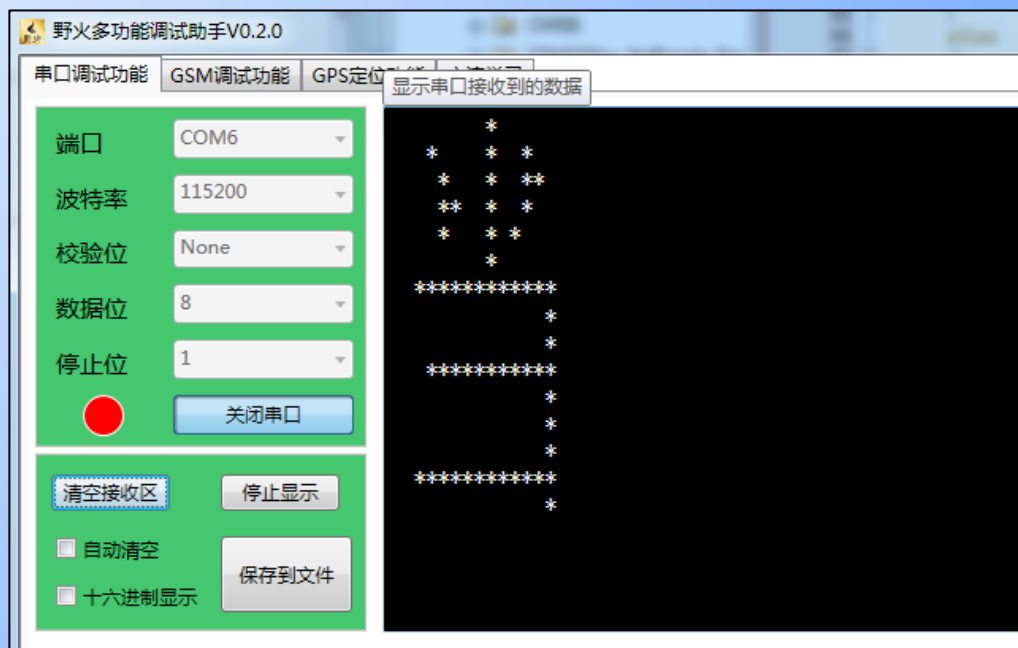 野火多功能调试助手V0.2.0
串口调试功能 GSM调试功能 GPS定
显示串口接收到的数据
端口 COM6
波特率 115200
校验位 None
数据位 8
停止位 1
关闭串口
清空接收区 停止显示
自动清空
保存到文件
十六进制显示
*
* * *
* * **
** * *
* * *
*
************
*
*
***********
*
*
*
************
*